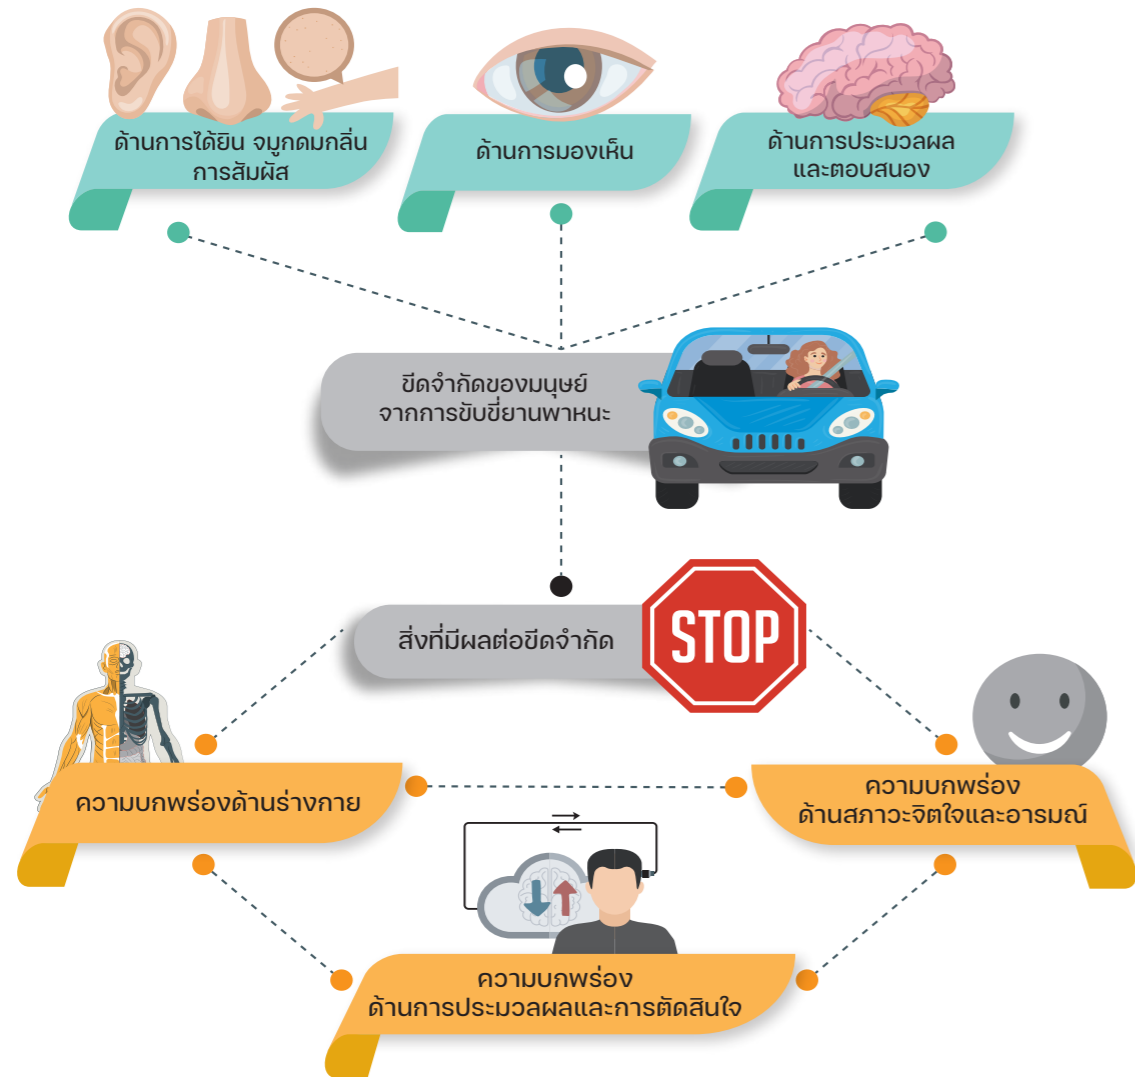 ด้านการได้ยิน จมูกดมกลิ่น
การสัมผัส
ด้านการมองเห็น
ด้านการประมวลผล
และตอบสนอง
ขีดจำกัดของมนุษย์
จากการขับขี่ยานพาหนะ
สิ่งที่มีผลต่อขีดจำกัด
STOP
ความบกพร่องด้านร่างกาย
ความบกพร่อง
ด้านสภาวะจิตใจและอารมณ์
ความบกพร่อง
ด้านการประมวลผลและการตัดสินใจ